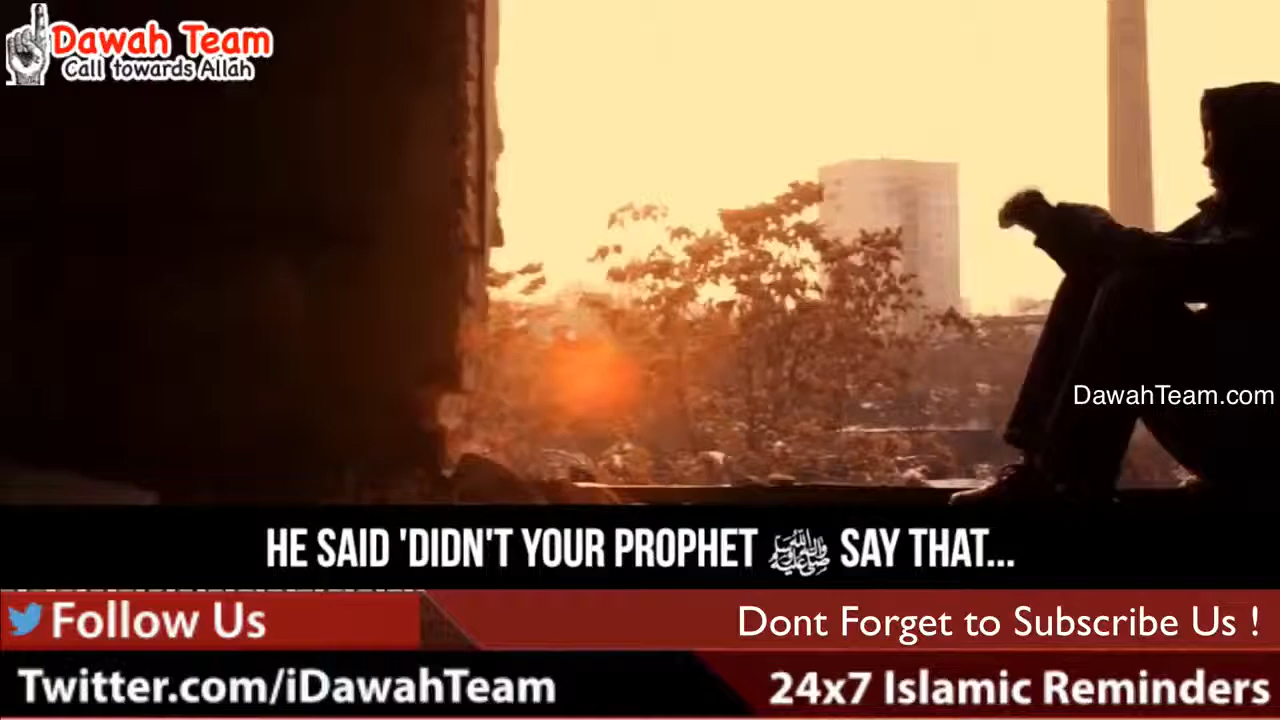 Dawah Team
Call towards Allah
DawahTeam.com
HE SAID 'DIDN'T YOUR PROPHET ﷺ SAY THAT...
Follow Us
Dont Forget to Subscribe Us !
Twitter.com/iDawahTeam
24x7 Islamic Reminders